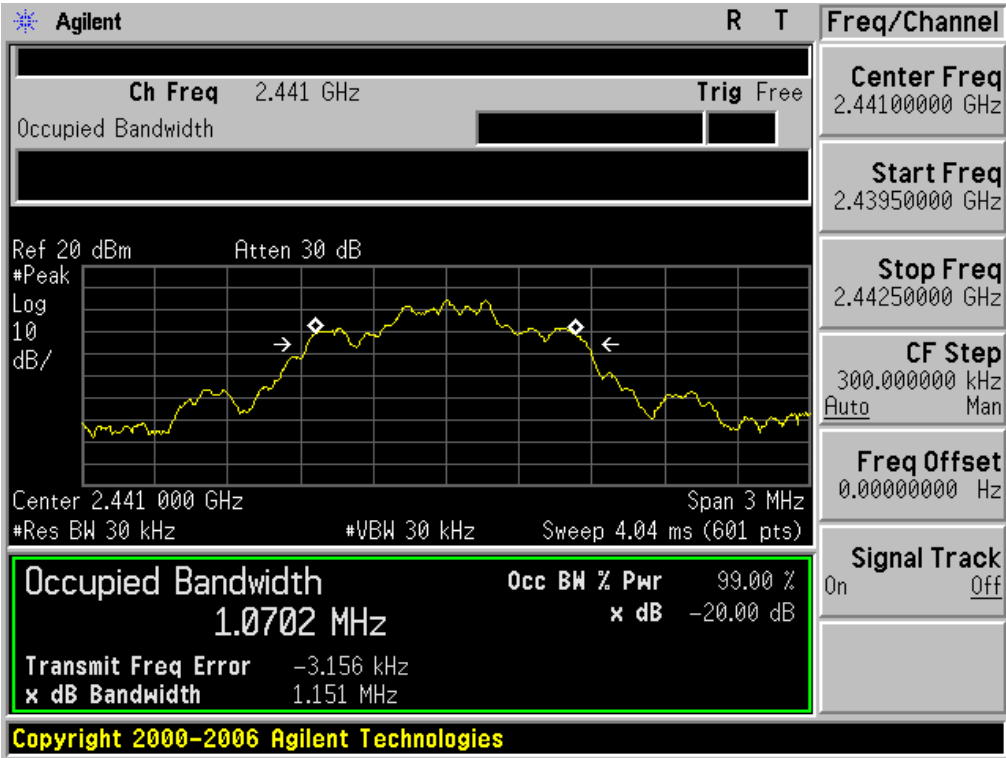 Agilent R T
Freq/Channel
Ch Freq 2.441 GHz Trig Free
Occupied Bandwidth
Center Freq
2.44100000 GHz
Start Freq
2.43950000 GHz
Stop Freq
2.44250000 GHz
CF Step
300.000000 kHz
Auto Man
Freq Offset
0.00000000 Hz
Signal Track
On Off
Ref 20 dBm Atten 30 dB
#Peak
Log
10
dB/
Center 2.441 000 GHz Span 3 MHz
#Res BW 30 kHz #VBW 30 kHz Sweep 4.04 ms (601 pts)
Occupied Bandwidth
1.0702 MHz
Occ BW % Pwr 99.00 %
x dB -20.00 dB
Transmit Freq Error -3.156 kHz
x dB Bandwidth 1.151 MHz
Copyright 2000-2006 Agilent Technologies